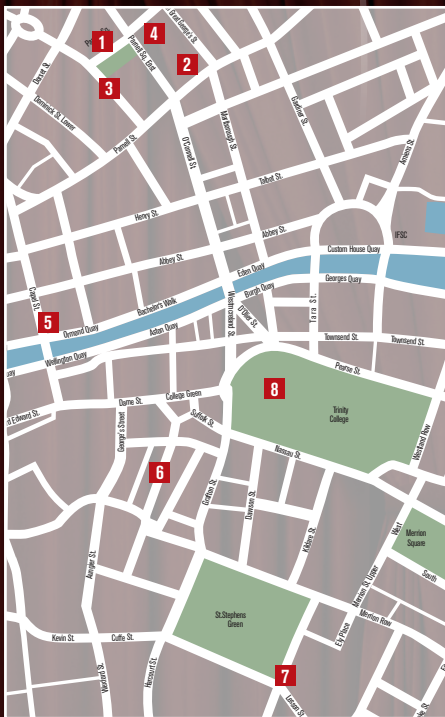 1
4
Great George's St.
Parnell Sq. East
2
3
Dorset St.
Dominick St. Lower
Parnell St.
O'Connell St.
Marlborough St.
Gardiner St.
Amiens St.
Talbot St.
Henry St.
Abbey St.
Abbey St.
IFSC
Custom House Quay
Eden Quay
Georges Quay
Burgh Quay
Capel St.
5
Bachelor's Walk
Ormond Quay
Aston Quay
Westmoreland St.
D'Olier St.
Tara St.
Wellington Quay
uay
Townsend St.
Townsend St.
Pearse St.
8
Trinity
College
Dame St.
College Green
d Edward St.
George's Street
Suffolk St.
Nassau St.
Westland Row
6
Grafton St.
Dawson St.
Kildare St.
West
Merrion
Square
South
Aungier St.
Merrion St. Upper
Merrion Row
Ely Place
St.Stephens
Green
Kevin St.
Cuffe St.
7
Wexford St.
Harcourt St.
Leeson St.